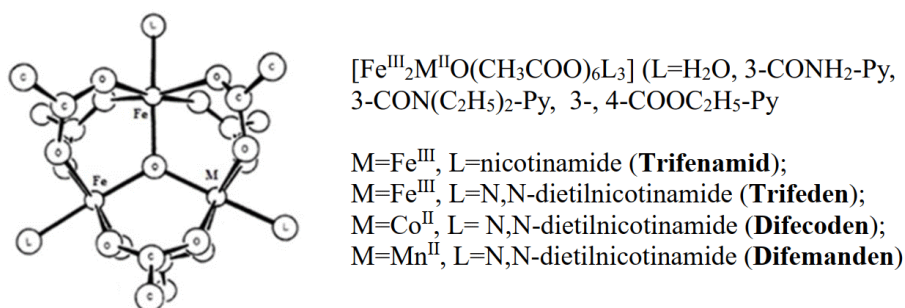 L
C
O
O
C
C
C
Fe
O
O
O
Fe
M
L
L
O
O
C
C
[Fe^III_2M^IIO(CH3COO)6L3] (L=H2O, 3-CONH2-Py,
3-CON(C2H5)2-Py, 3-, 4-COOC2H5-Py
M=Fe^III, L=nicotinamide (Trifenamid);
M=Fe^III, L=N,N-dietilnicotinamide (Trifeden);
M=Co^II, L= N,N-dietilnicotinamide (Difecoden);
M=Mn^II, L=N,N-dietilnicotinamide (Difemanden)